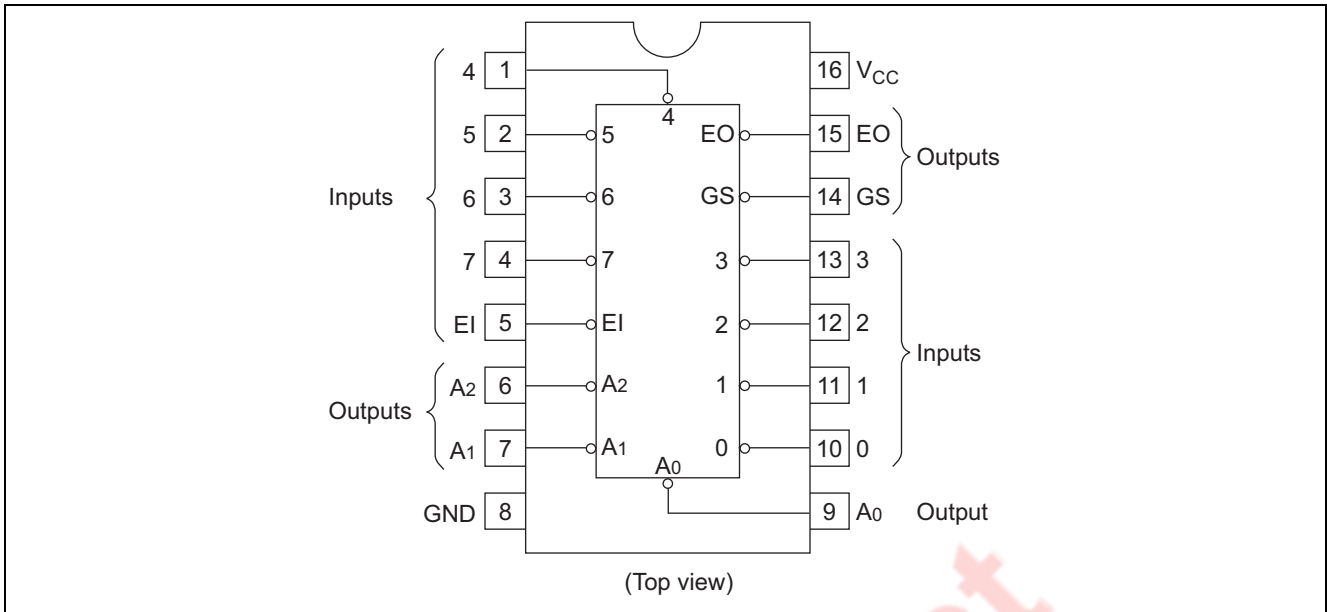 4 1 16 VCC
4
5 2 5 EO 15 EO
Outputs
Inputs 6 3 6 GS 14 GS
7 4 7 3 13 3
EI 5 EI 2 12 2
Inputs
A2 6 A2 1 11 1
Outputs
A1 7 A1 0 10 0
A0
GND 8 9 A0 Output
(Top view)